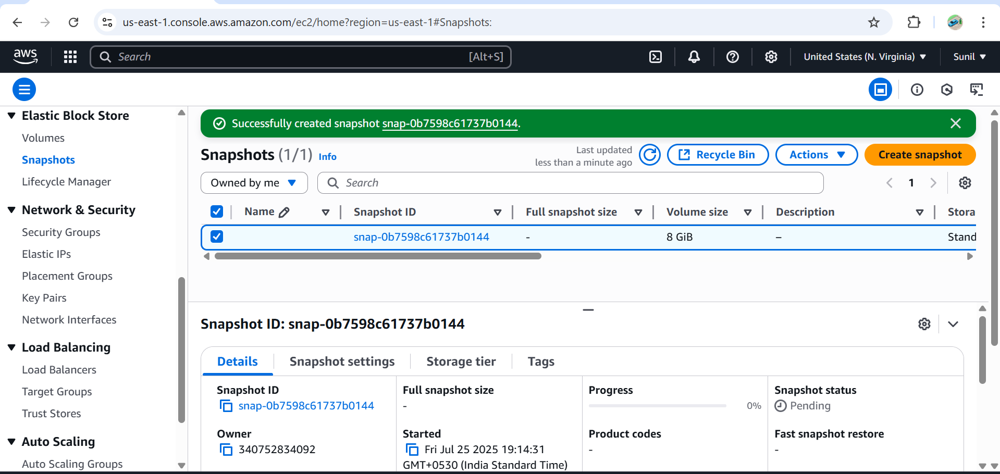 us-east-1.console.aws.amazon.com/ec2/home?region=us-east-1#Snapshots:
aws
Search [Alt+S]
United States (N. Virginia)
Sunil
Elastic Block Store
Volumes
Snapshots
Lifecycle Manager
Network & Security
Security Groups
Elastic IPs
Placement Groups
Key Pairs
Network Interfaces
Load Balancing
Load Balancers
Target Groups
Trust Stores
Auto Scaling
Auto Scaling Groups
Successfully created snapshot snap-0b7598c61737b0144.
Snapshots (1/1) Info
Last updated
less than a minute ago
Recycle Bin
Actions
Create snapshot
Owned by me
Search
1
Name Snapshot ID Full snapshot size Volume size Description Stora
snap-0b7598c61737b0144 - 8 GiB – Stand
Snapshot ID: snap-0b7598c61737b0144
Details Snapshot settings Storage tier Tags
Snapshot ID
snap-0b7598c61737b0144
Full snapshot size
-
Progress
0%
Snapshot status
Pending
Owner
340752834092
Started
Fri Jul 25 2025 19:14:31
GMT+0530 (India Standard Time)
Product codes
-
Fast snapshot restore
-